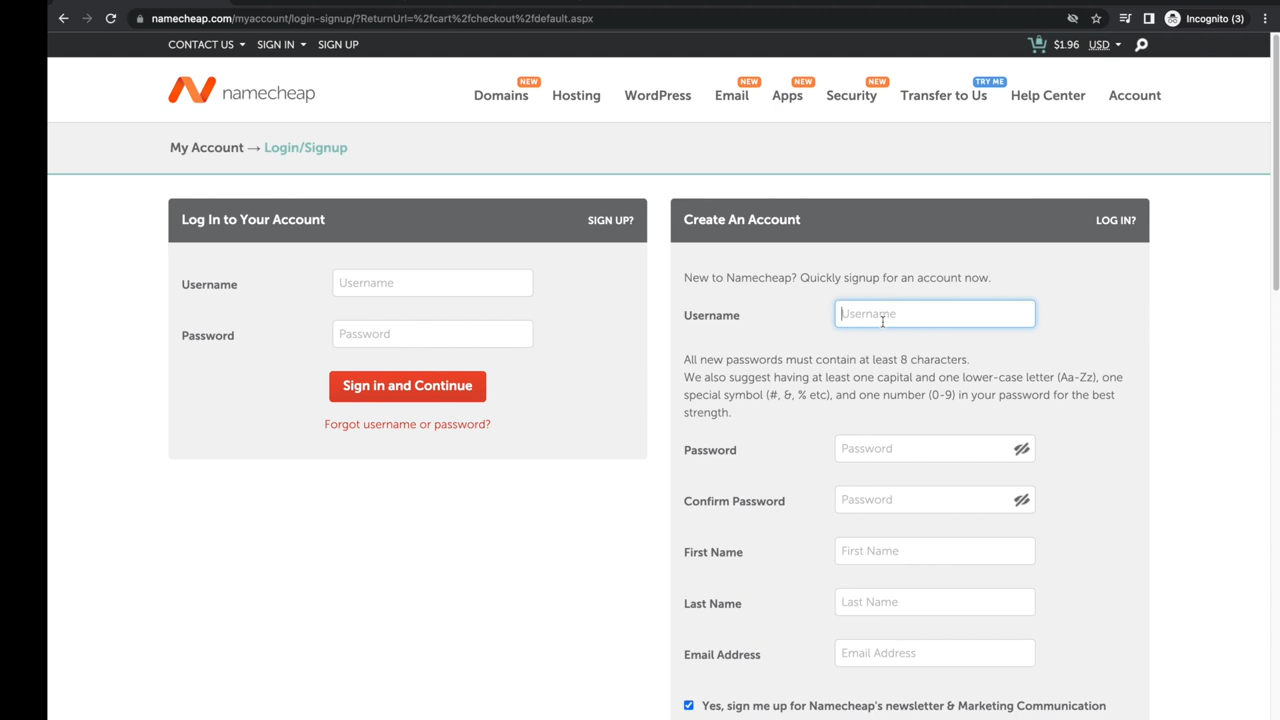 namecheap.com/myaccount/login-signup/?ReturnUrl=%2fcart%2fcheckout%2fdefault.aspx
Incognito (3)
CONTACT US SIGN IN SIGN UP
$1.96 USD
namecheap
NEW NEW NEW NEW TRY ME
Domains Hosting WordPress Email Apps Security Transfer to Us Help Center Account
My Account → Login/Signup
Log In to Your Account SIGN UP?
Username Username
Password Password
Sign in and Continue
Forgot username or password?
Create An Account LOG IN?
New to Namecheap? Quickly signup for an account now.
Username Username
All new passwords must contain at least 8 characters.
We also suggest having at least one capital and one lower-case letter (Aa-Zz), one
special symbol (#, &, % etc), and one number (0-9) in your password for the best
strength.
Password Password
Confirm Password Password
First Name First Name
Last Name Last Name
Email Address Email Address
Yes, sign me up for Namecheap's newsletter & Marketing Communication